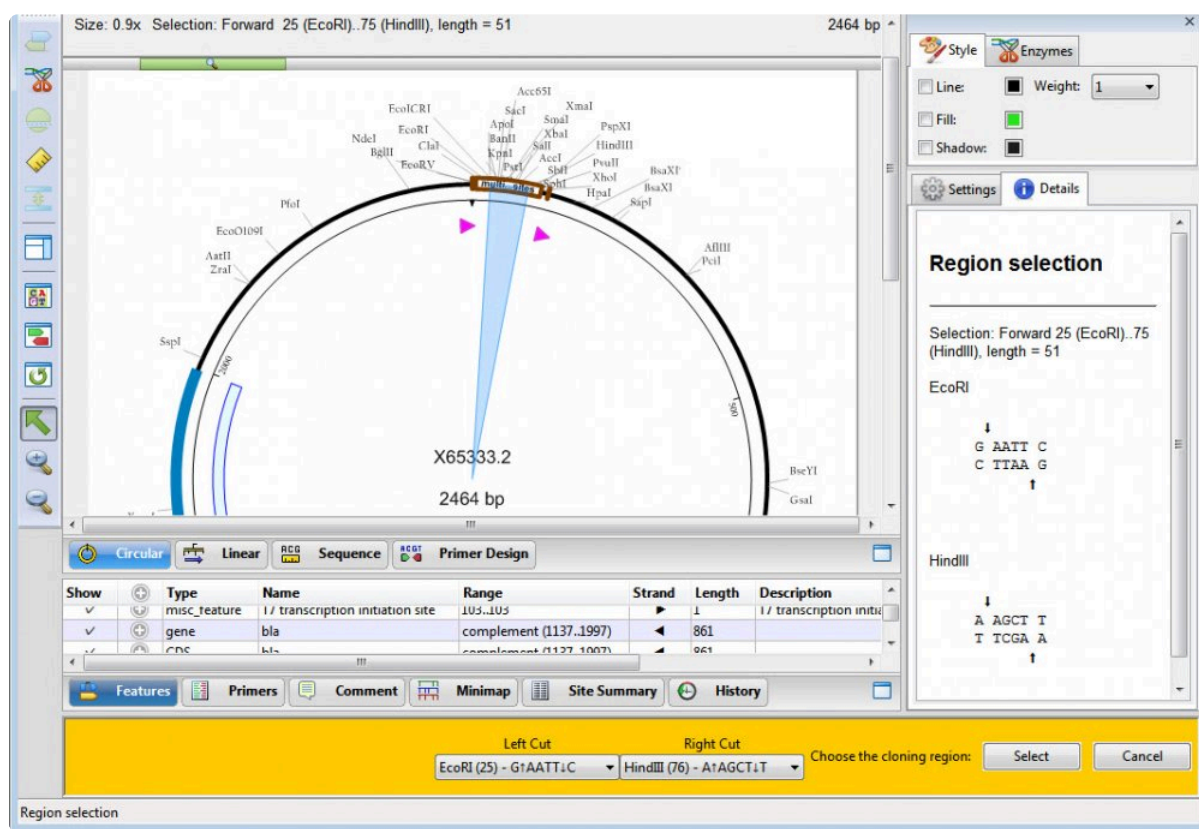 Size: 0.9x Selection: Forward 25 (EcoRI)..75 (HindIII), length = 51
2464 bp
Acc65I
EcoICRI
SacI
XmaI
EcoRI
ApoI
SmaI
PspXI
NdeI
ClaI
BanII
XbaI
HindIII
BglII
KpnI
SalI
AccI
PvuII
EcoRV
PstI
SbfI
XhoI
BsaXI
SphI
HpaI
BsaXI
SapI
PfoI
EcoO109I
AatII
ZraI
AflIII
PciI
SspI
2000
500
X65333.2
2464 bp
BseYI
GsaI
Circular
Linear
Sequence
Primer Design
Show Type Name Range Strand Length Description
misc_feature T7 transcription initiation site 103..103 1 T7 transcription initia
gene bla complement (1137..1997) 861
CDS bla complement (1137..1997) 861
Features
Primers
Comment
Minimap
Site Summary
History
Style
Enzymes
Line: Weight: 1
Fill:
Shadow:
Settings
Details
Region selection
Selection: Forward 25 (EcoRI)..75
(HindIII), length = 51
EcoRI
G AATT C
C TTAA G
HindIII
A AGCT T
T TCGA A
Left Cut
Right Cut
EcoRI (25) - G↑AATT↓C
HindIII (76) - A↑AGCT↓T
Choose the cloning region:
Select
Cancel
Region selection